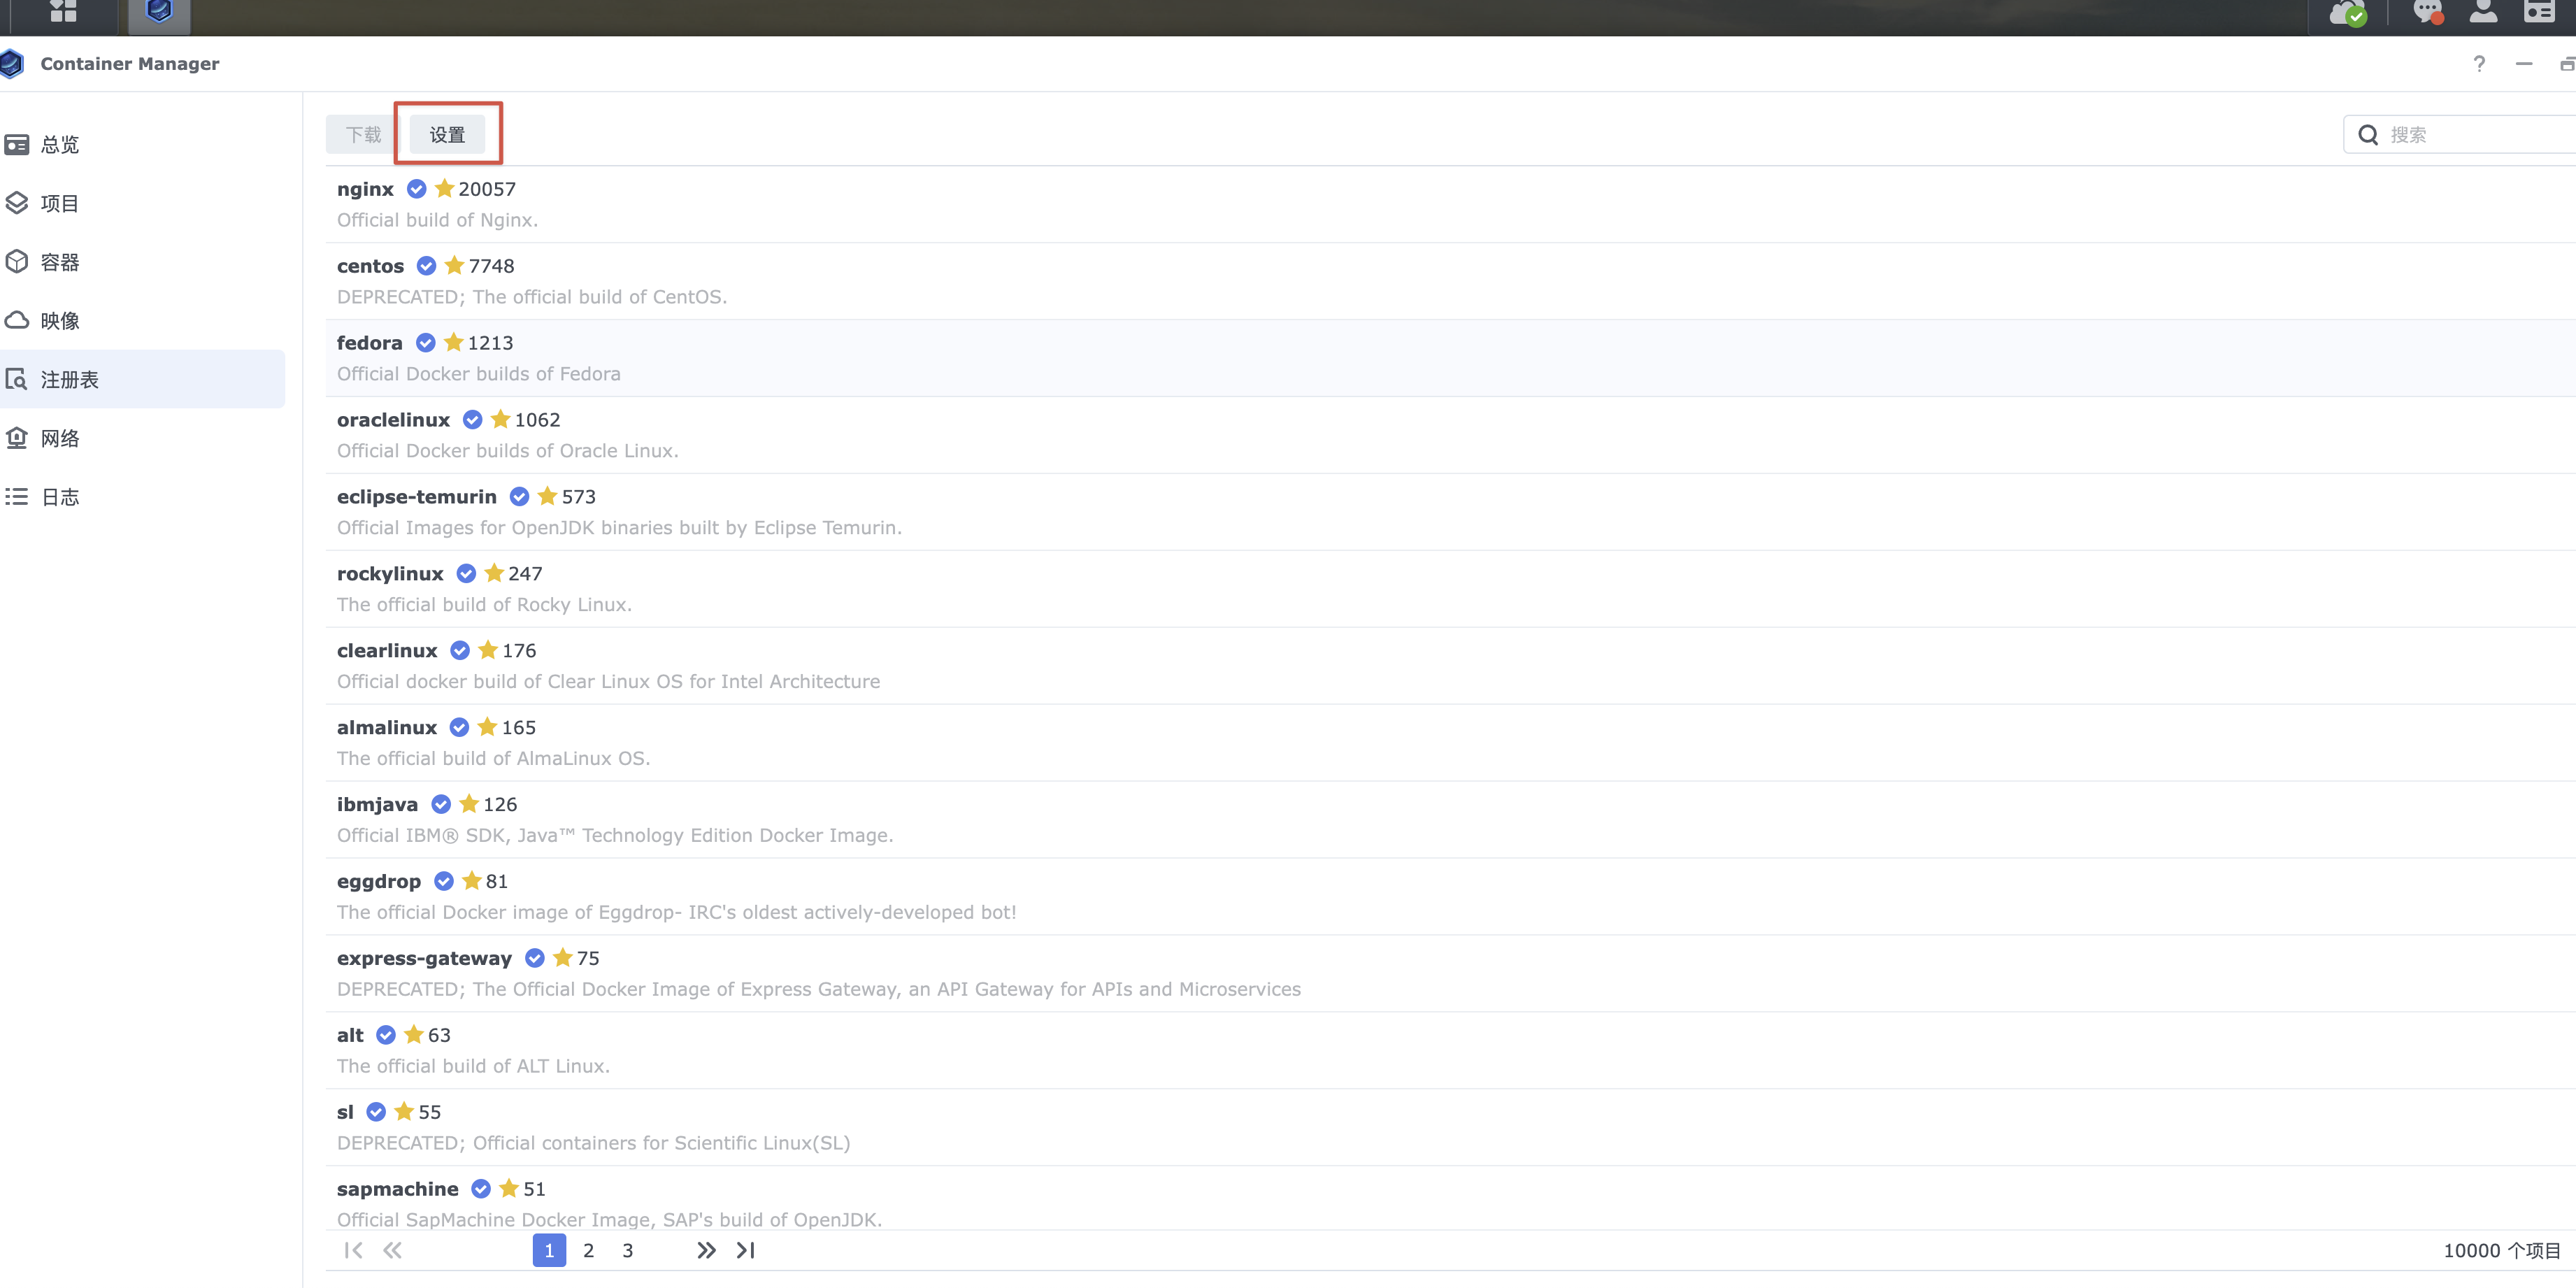 Container Manager
?
总览
项目
容器
映像
注册表
网络
日志
下载
设置
搜索
nginx 20057
Official build of Nginx.
centos 7748
DEPRECATED; The official build of CentOS.
fedora 1213
Official Docker builds of Fedora
oraclelinux 1062
Official Docker builds of Oracle Linux.
eclipse-temurin 573
Official Images for OpenJDK binaries built by Eclipse Temurin.
rockylinux 247
The official build of Rocky Linux.
clearlinux 176
Official docker build of Clear Linux OS for Intel Architecture
almalinux 165
The official build of AlmaLinux OS.
ibmjava 126
Official IBM® SDK, Java™ Technology Edition Docker Image.
eggdrop 81
The official Docker image of Eggdrop- IRC's oldest actively-developed bot!
express-gateway 75
DEPRECATED; The Official Docker Image of Express Gateway, an API Gateway for APIs and Microservices
alt 63
The official build of ALT Linux.
sl 55
DEPRECATED; Official containers for Scientific Linux(SL)
sapmachine 51
Official SapMachine Docker Image, SAP's build of OpenJDK.
1 2 3
10000 个项目